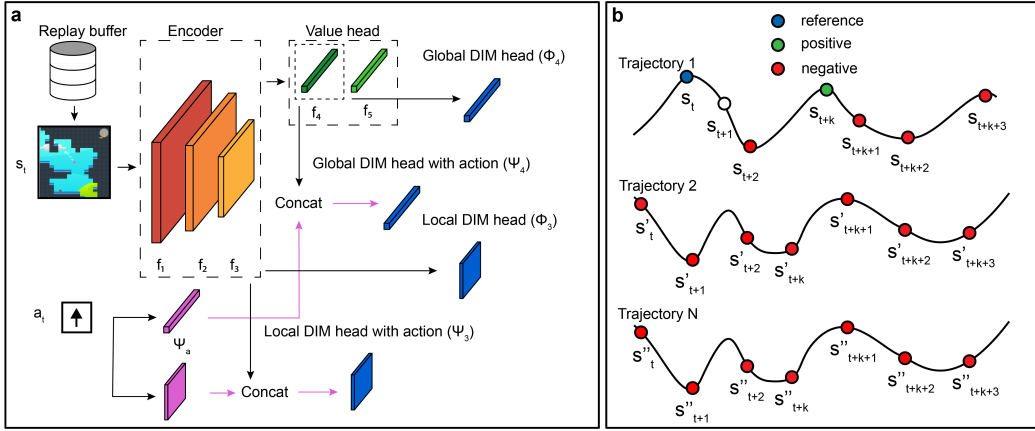 a
Replay buffer
Encoder
Value head
Global DIM head (Φ₄)
f₄
f₅
sₜ
Global DIM head with action (Ψ₄)
Concat
Local DIM head (Φ₃)
f₁
f₂
f₃
aₜ
Local DIM head with action (Ψ₃)
Ψₐ
Concat
b
reference
positive
negative
Trajectory 1
Sₜ
Sₜ₊₁
Sₜ₊₂
Sₜ₊ₖ
Sₜ₊ₖ₊₁
Sₜ₊ₖ₊₂
Sₜ₊ₖ₊₃
Trajectory 2
S'ₜ
S'ₜ₊₁
S'ₜ₊₂
S'ₜ₊ₖ
S'ₜ₊ₖ₊₁
S'ₜ₊ₖ₊₂
S'ₜ₊ₖ₊₃
Trajectory N
S''ₜ
S''ₜ₊₁
S''ₜ₊₂
S''ₜ₊ₖ
S''ₜ₊ₖ₊₁
S''ₜ₊ₖ₊₂
S''ₜ₊ₖ₊₃